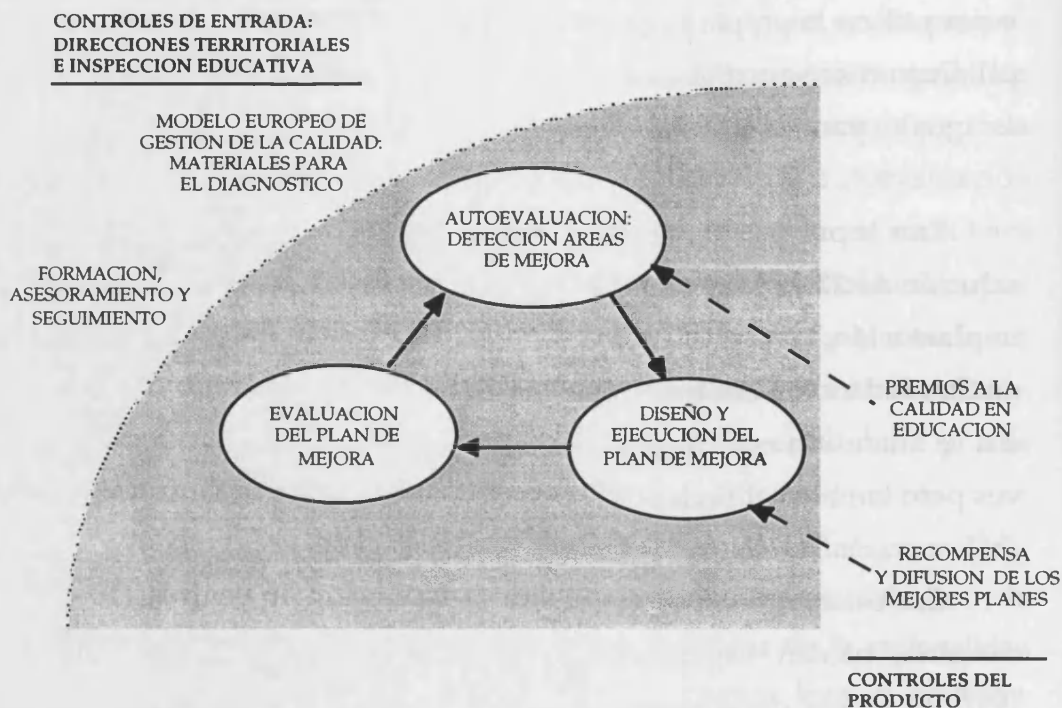 CONTROLES DE ENTRADA:
DIRECCIONES TERRITORIALES
E INSPECCION EDUCATIVA
MODELO EUROPEO DE
GESTION DE LA CALIDAD:
MATERIALES PARA
EL DIAGNOSTICO
AUTOEVALUACION:
DETECCION AREAS
DE MEJORA
FORMACION,
ASESORAMIENTO Y
SEGUIMIENTO
EVALUACION
DEL PLAN DE
MEJORA
DISEÑO Y
EJECUCION DEL
PLAN DE MEJORA
PREMIOS A LA
CALIDAD EN
EDUCACION
RECOMPENSA
Y DIFUSION DE LOS
MEJORES PLANES
CONTROLES DEL
PRODUCTO